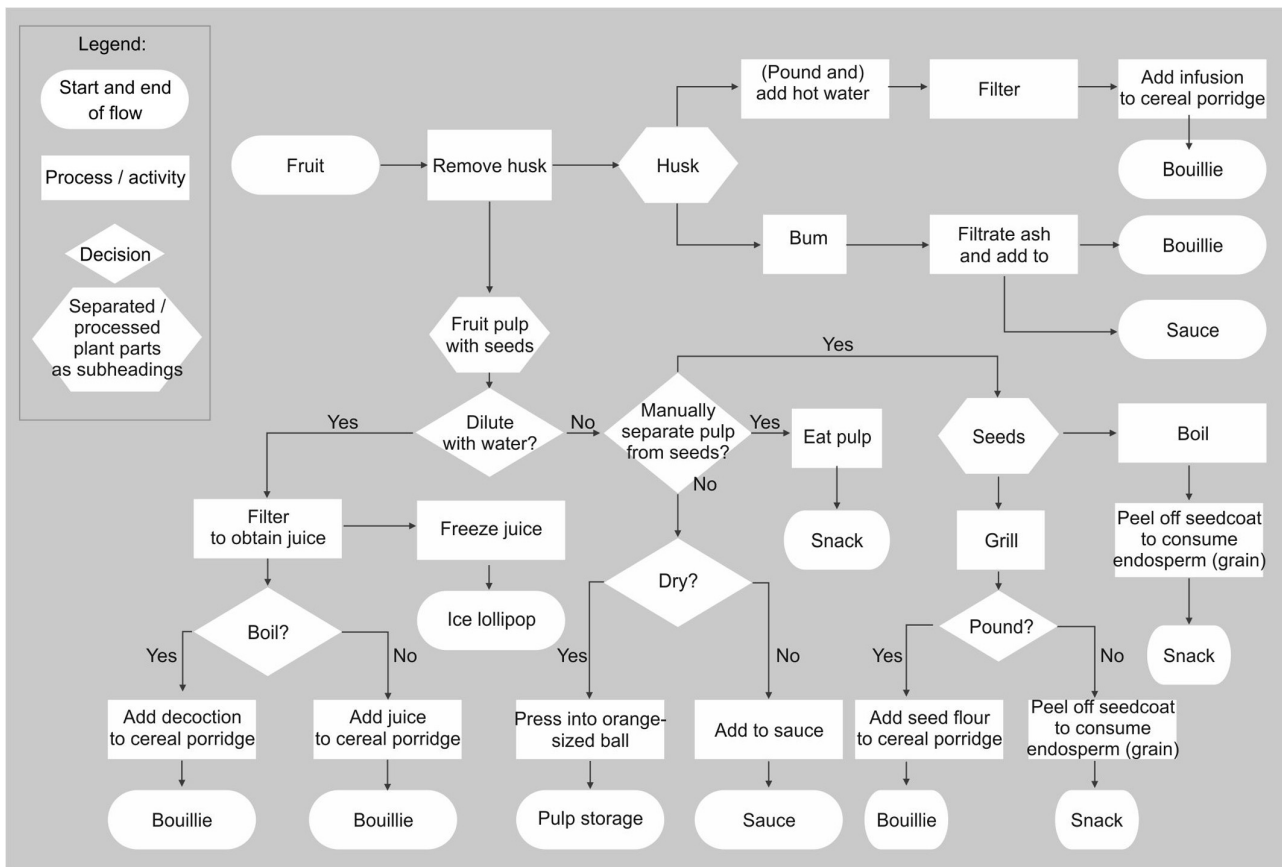 Legend:
Start and end
of flow
Process / activity
Decision
Separated /
processed
plant parts
as subheadings
Fruit
Remove husk
Husk
(Pound and)
add hot water
Filter
Add infusion
to cereal porridge
Bouillie
Bum
Filtrate ash
and add to
Bouillie
Sauce
Fruit pulp
with seeds
Dilute
with water?
Yes
No
Manually
separate pulp
from seeds?
Yes
Yes
No
Eat pulp
Snack
Seeds
Boil
Peel off seedcoat
to consume
endosperm (grain)
Snack
Grill
Pound?
Yes
No
Filter
to obtain juice
Freeze juice
Ice lollipop
Boil?
Yes
No
Dry?
Yes
No
Add decoction
to cereal porridge
Bouillie
Add juice
to cereal porridge
Bouillie
Press into orange-
sized ball
Pulp storage
Add to sauce
Sauce
Add seed flour
to cereal porridge
Bouillie
Peel off seedcoat
to consume
endosperm (grain)
Snack